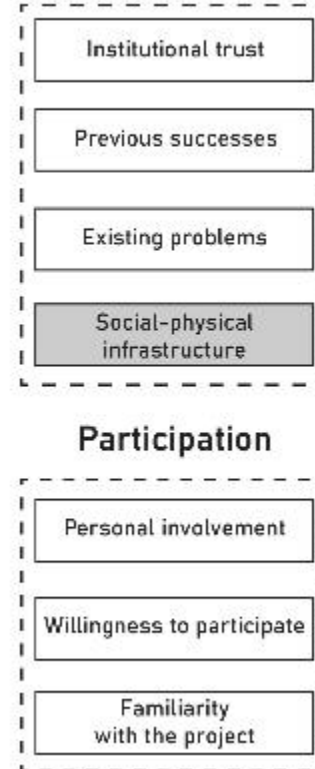 Institutional trust
Previous successes
Existing problems
Social-physical
infrastructure
Participation
Personal involvement
Willingness to participate
Familiarity
with the project